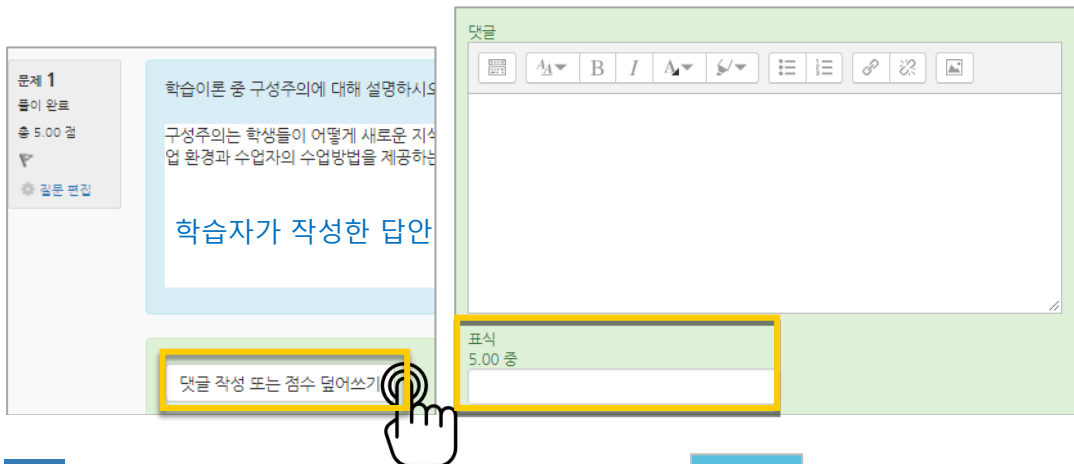 문제 1
풀이 완료
총 5.00 점
질문 편집
학습이론 중 구성주의에 대해 설명하시오
구성주의는 학생들이 어떻게 새로운 지식
업 환경과 수업자의 수업방법을 제공하는
학습자가 작성한 답안
댓글 작성 또는 점수 덮어쓰기
댓글
표식
5.00 중